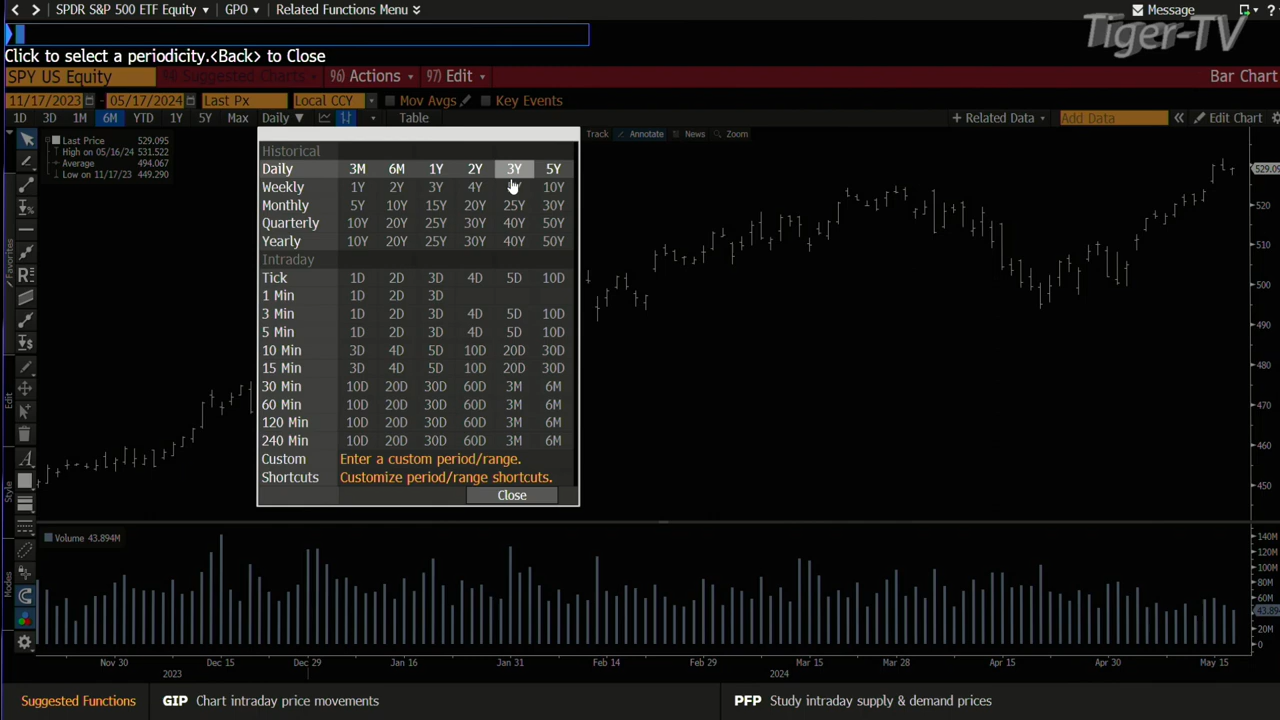 SPDR S&P 500 ETF Equity GPO Related Functions Menu Message ?
Tiger-TV
Click to select a periodicity.<Back> to Close
SPY US Equity 94) Suggested Charts 96) Actions 97) Edit Bar Chart
11/17/2023 - 05/17/2024 Last Px Local CCY Mov Avgs Key Events
1D 3D 1M 6M YTD 1Y 5Y Max Daily ▼ Table + Related Data Add Data « Edit Chart
Track Annotate News Zoom
Last Price 529.095
High on 05/16/24 531.522
Average 494.067
Low on 11/17/23 449.290
Historical
Daily 3M 6M 1Y 2Y 3Y 5Y
Weekly 1Y 2Y 3Y 4Y 10Y
Monthly 5Y 10Y 15Y 20Y 25Y 30Y
Quarterly 10Y 20Y 25Y 30Y 40Y 50Y
Yearly 10Y 20Y 25Y 30Y 40Y 50Y
Intraday
Tick 1D 2D 3D 4D 5D 10D
1 Min 1D 2D 3D
3 Min 1D 2D 3D 4D 5D 10D
5 Min 1D 2D 3D 4D 5D 10D
10 Min 3D 4D 5D 10D 20D 30D
15 Min 3D 4D 5D 10D 20D 30D
30 Min 10D 20D 30D 60D 3M 6M
60 Min 10D 20D 30D 60D 3M 6M
120 Min 10D 20D 30D 60D 3M 6M
240 Min 10D 20D 30D 60D 3M 6M
Custom Enter a custom period/range.
Shortcuts Customize period/range shortcuts.
Close
Favorites
Edit
Style
Modes
520
510
500
490
480
470
460
450
Volume 43.894M
140M
120M
100M
80M
60M
20M
0
Nov 30 Dec 15 Dec 29 Jan 16 Jan 31 Feb 14 Feb 29 Mar 15 Mar 28 Apr 15 Apr 30 May 15
2023 2024
Suggested Functions GIP Chart intraday price movements PFP Study intraday supply & demand prices